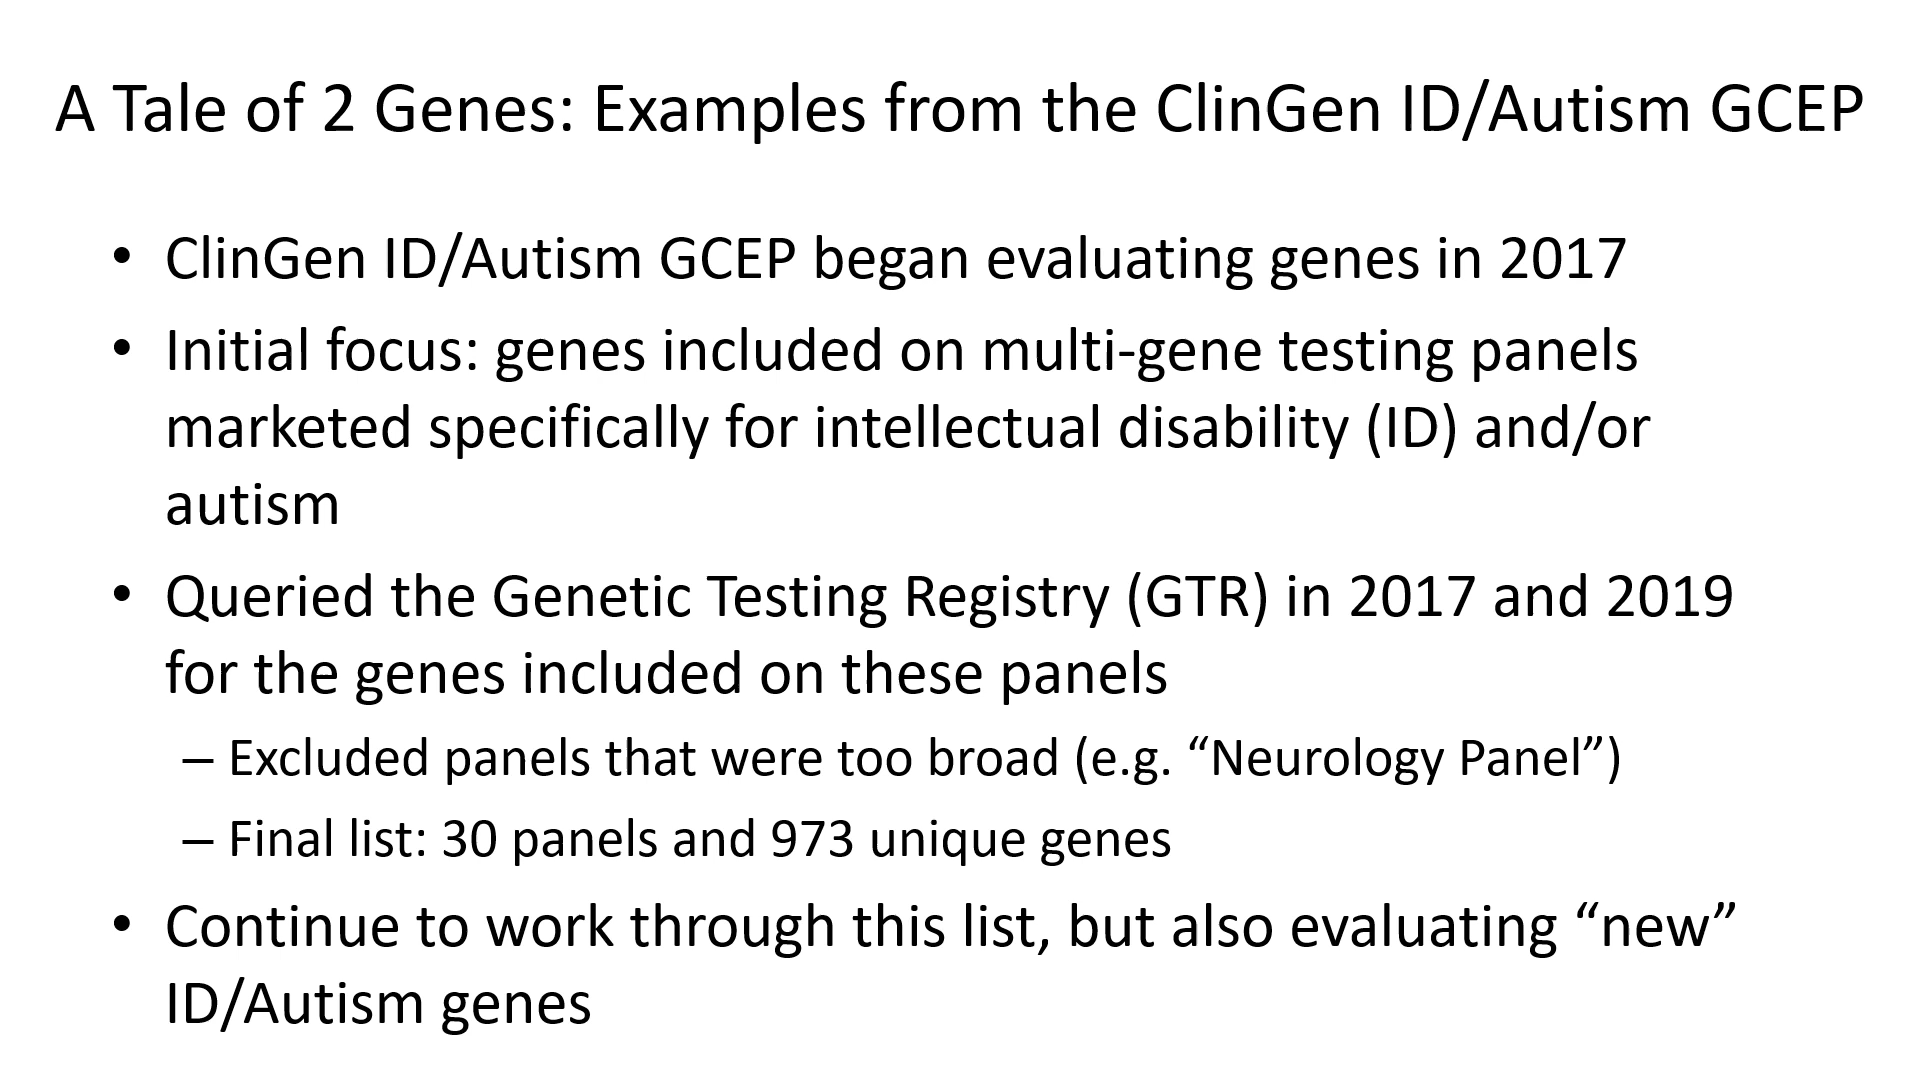 A Tale of 2 Genes: Examples from the ClinGen ID/Autism GCEP
• ClinGen ID/Autism GCEP began evaluating genes in 2017
• Initial focus: genes included on multi-gene testing panels
marketed specifically for intellectual disability (ID) and/or
autism
• Queried the Genetic Testing Registry (GTR) in 2017 and 2019
for the genes included on these panels
– Excluded panels that were too broad (e.g. “Neurology Panel”)
– Final list: 30 panels and 973 unique genes
• Continue to work through this list, but also evaluating “new”
ID/Autism genes